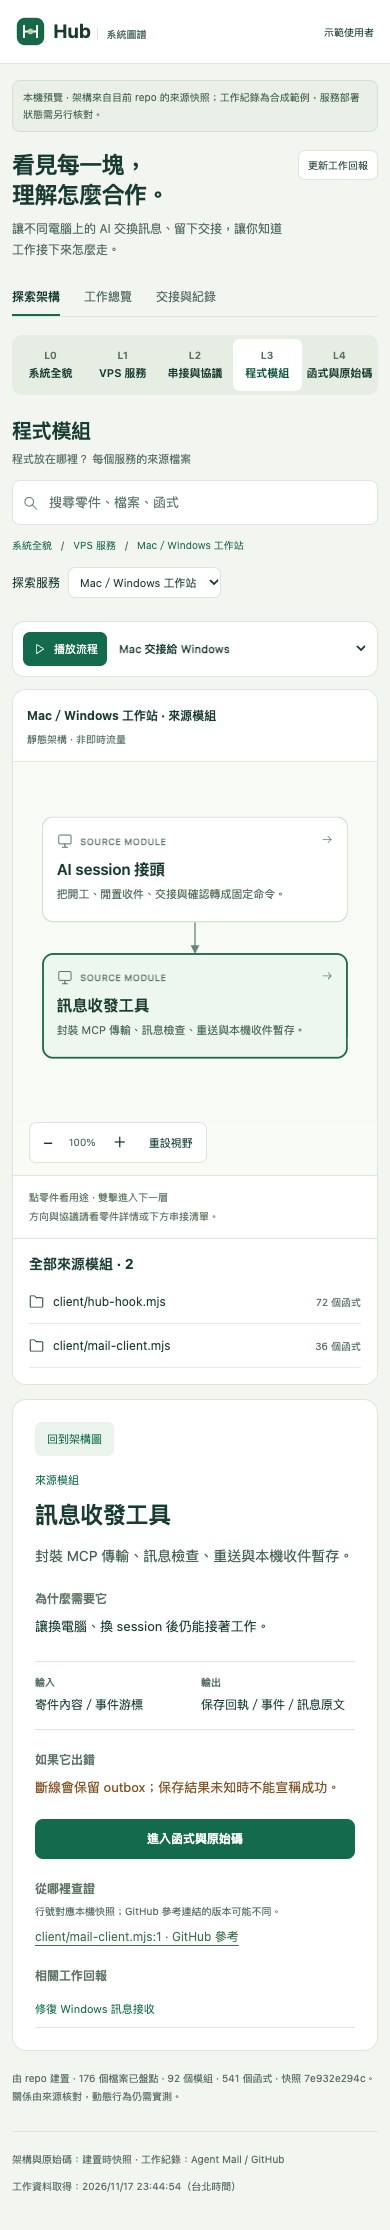 Hub 系統圖譜 示範使用者
本機預覽 · 架構來自目前 repo 的來源快照；工作紀錄為合成範例，服務部署
狀態需另行核對。
看見每一塊，
理解怎麼合作。
更新工作回報
讓不同電腦上的 AI 交換訊息、留下交接，讓你知道
工作接下來怎麼走。
探索架構 工作總覽 交接與紀錄
L0 L1 L2 L3 L4
系統全貌 VPS 服務 串接與協議 程式模組 函式與原始碼
程式模組
程式放在哪裡？ 每個服務的來源檔案
搜尋零件、檔案、函式
系統全貌 / VPS 服務 / Mac / Windows 工作站
探索服務 Mac / Windows 工作站
播放流程 Mac 交接給 Windows
Mac / Windows 工作站 · 來源模組
靜態架構 · 非即時流量
SOURCE MODULE →
AI session 接頭
把開工、閒置收件、交接與確認轉成固定命令。
SOURCE MODULE →
訊息收發工具
封裝 MCP 傳輸、訊息檢查、重送與本機收件暫存。
− 100% + 重設視野
點零件看用途 · 雙擊進入下一層
方向與協議請看零件詳情或下方串接清單。
全部來源模組 · 2
client/hub-hook.mjs 72 個函式
client/mail-client.mjs 36 個函式
回到架構圖
來源模組
訊息收發工具
封裝 MCP 傳輸、訊息檢查、重送與本機收件暫存。
為什麼需要它
讓換電腦、換 session 後仍能接著工作。
輸入 輸出
寄件內容 / 事件游標 保存回執 / 事件 / 訊息原文
如果它出錯
斷線會保留 outbox；保存結果未知時不能宣稱成功。
進入函式與原始碼
從哪裡查證
行號對應本機快照；GitHub 參考連結的版本可能不同。
client/mail-client.mjs:1 · GitHub 參考
相關工作回報
修復 Windows 訊息接收
由 repo 建置 · 176 個檔案已盤點 · 92 個模組 · 541 個函式 · 快照 7e932e294c。
關係由來源核對，動態行為仍需實測。
架構與原始碼：建置時快照 · 工作紀錄：Agent Mail / GitHub
工作資料取得：2026/11/17 23:44:54（台北時間）